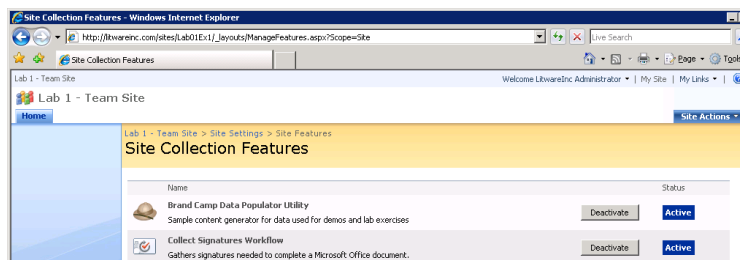 Site Collection Features - Windows Internet Explorer
http://litwareinc.com/sites/Lab01Ex1/_layouts/ManageFeatures.aspx?Scope=Site
Live Search
Site Collection Features
Page
Tools
Lab 1 - Team Site
Welcome LitwareInc Administrator | My Site | My Links |
Lab 1 - Team Site
Home
Site Actions
Lab 1 - Team Site > Site Settings > Site Features
Site Collection Features
Name Status
Brand Camp Data Populator Utility
Sample content generator for data used for demos and lab exercises
Deactivate Active
Collect Signatures Workflow
Gathers signatures needed to complete a Microsoft Office document.
Deactivate Active